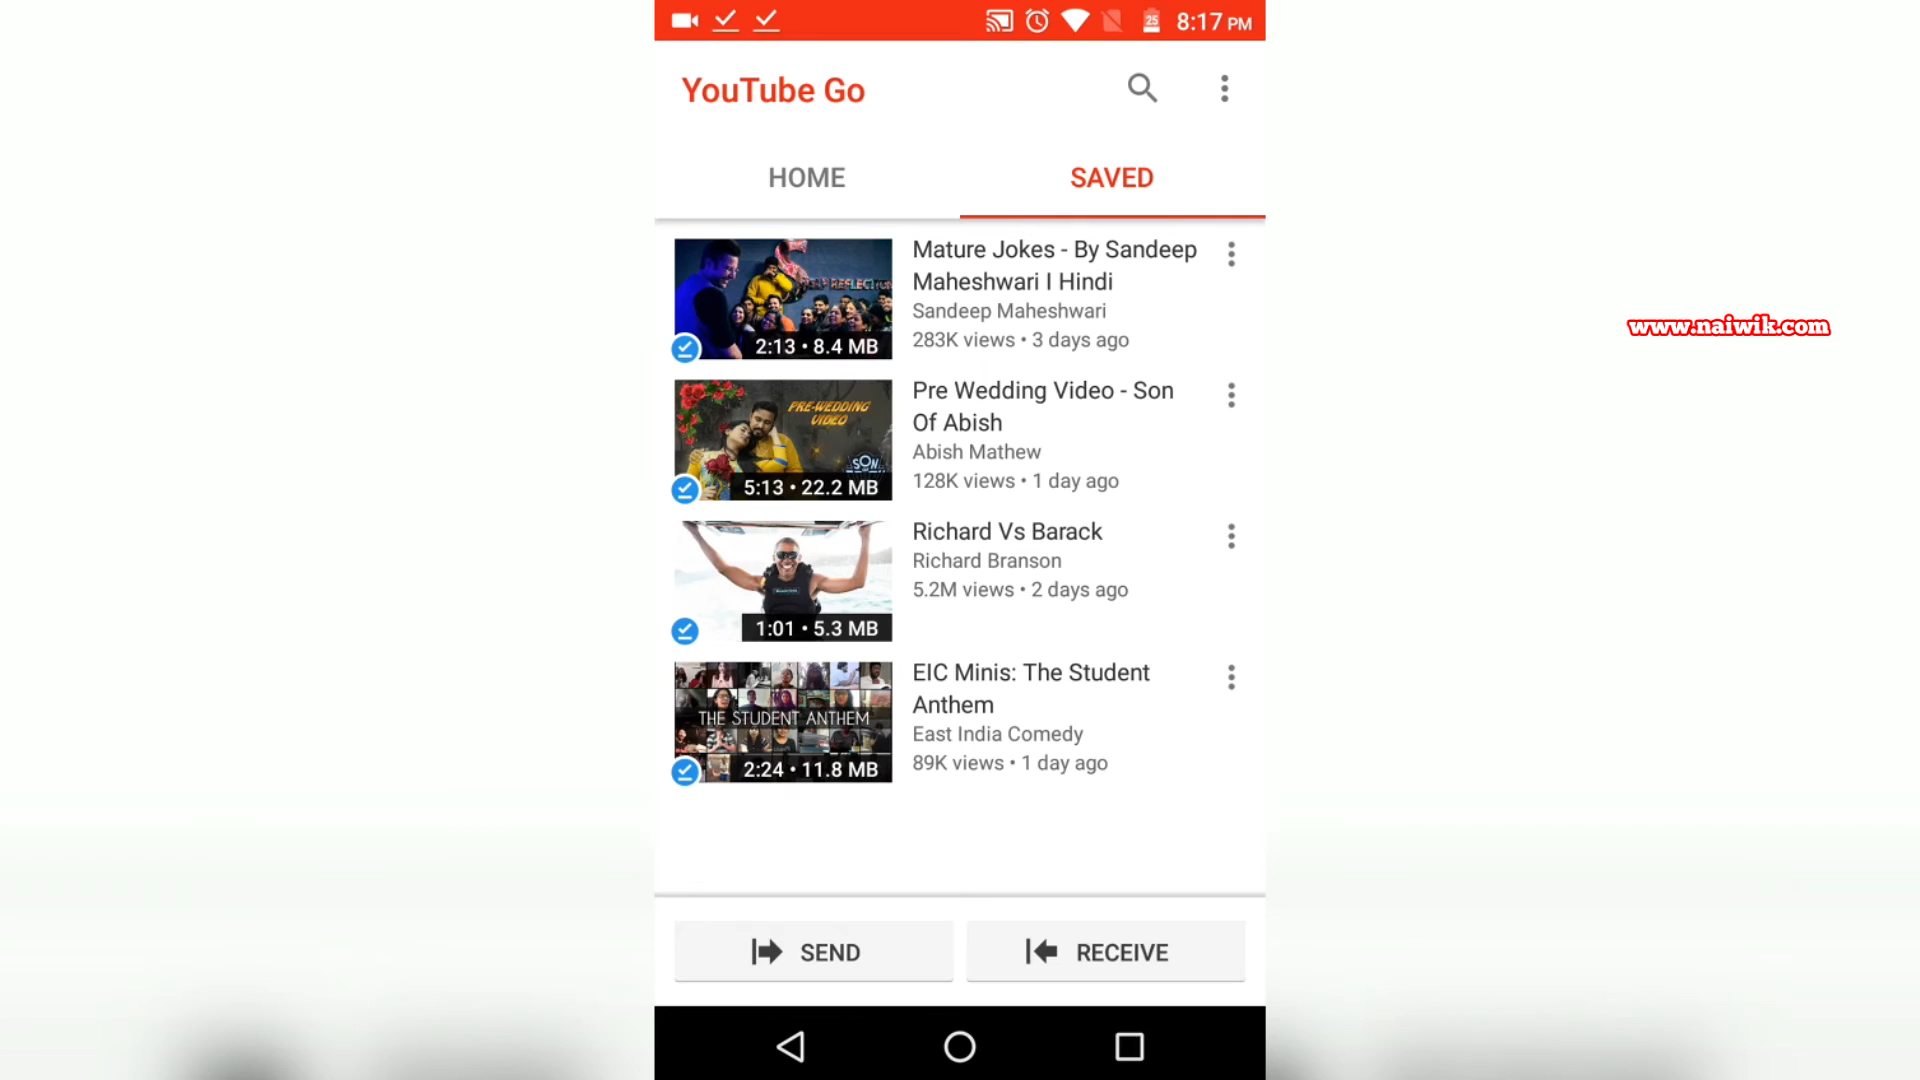 25 8:17 PM
YouTube Go
HOME SAVED
Mature Jokes - By Sandeep
Maheshwari I Hindi
Sandeep Maheshwari
283K views • 3 days ago
2:13 • 8.4 MB
www.naiwik.com
Pre Wedding Video - Son
Of Abish
Abish Mathew
128K views • 1 day ago
PRE-WEDDING
VIDEO
SON
5:13 • 22.2 MB
Richard Vs Barack
Richard Branson
5.2M views • 2 days ago
1:01 • 5.3 MB
EIC Minis: The Student
Anthem
East India Comedy
89K views • 1 day ago
THE STUDENT ANTHEM
2:24 • 11.8 MB
SEND RECEIVE